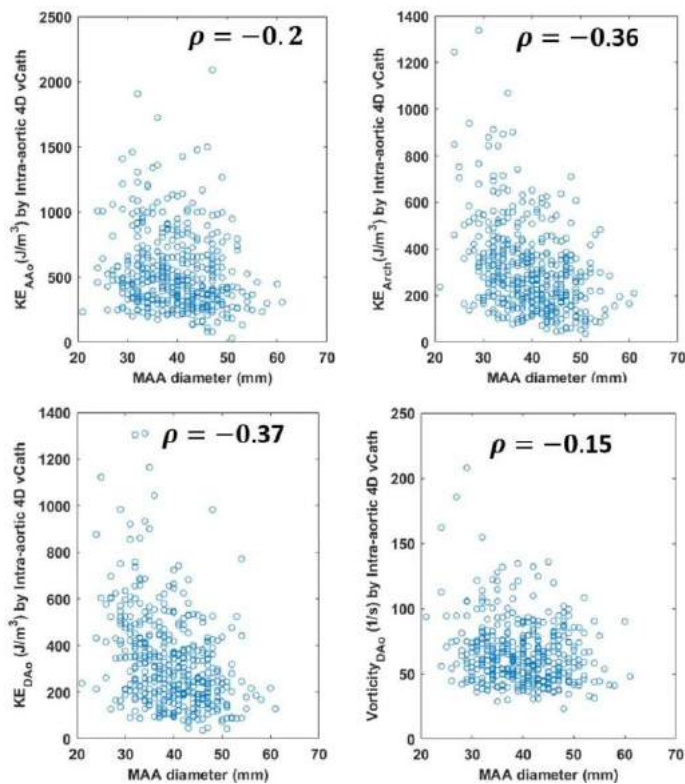 ρ = −0.2
KE_AAo (J/m³) by Intra-aortic 4D vCath
2500
2000
1500
1000
500
0
20 30 40 50 60 70
MAA diameter (mm)
ρ = −0.36
KE_Arch (J/m³) by Intra-aortic 4D vCath
1400
1200
1000
800
600
400
200
0
20 30 40 50 60 70
MAA diameter (mm)
ρ = −0.37
KE_DAo (J/m³) by Intra-aortic 4D vCath
1400
1200
1000
800
600
400
200
0
20 30 40 50 60 70
MAA diameter (mm)
ρ = −0.15
Vorticity_DAo (1/s) by Intra-aortic 4D vCath
250
200
150
100
50
0
20 30 40 50 60 70
MAA diameter (mm)